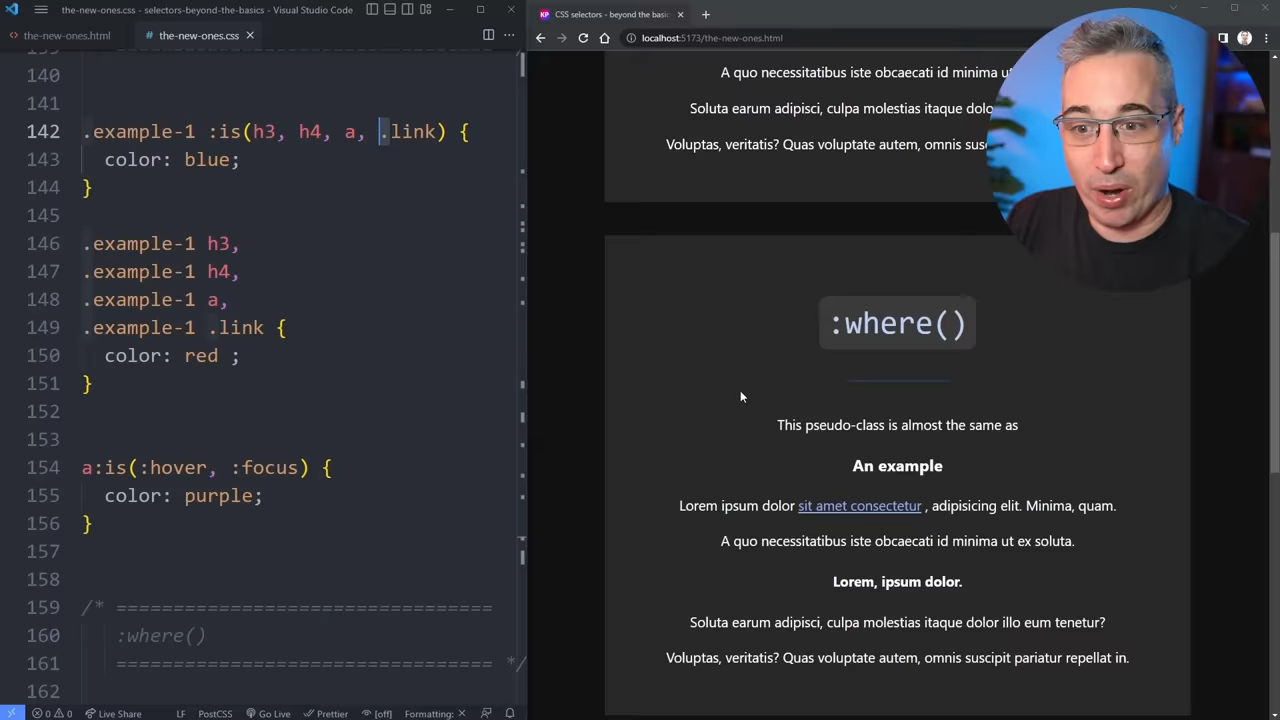 the-new-ones.css - selectors-beyond-the-basics - Visual Studio Code
the-new-ones.html
the-new-ones.css
139
140
141
142 .example-1 :is(h3, h4, a, .link) {
143 color: blue;
144 }
145
146 .example-1 h3,
147 .example-1 h4,
148 .example-1 a,
149 .example-1 .link {
150 color: red ;
151 }
152
153
154 a:is(:hover, :focus) {
155 color: purple;
156 }
157
158
159 /* ================================
160 :where()
161 ================================ */
162
0 0 Live Share LF PostCSS Go Live Prettier [off] Formatting:
KP CSS selectors - beyond the basic
localhost:5173/the-new-ones.html
A quo necessitatibus iste obcaecati id minima u
Soluta earum adipisci, culpa molestias itaque dolor
Voluptas, veritatis? Quas voluptate autem, omnis sus
:where()
This pseudo-class is almost the same as
An example
Lorem ipsum dolor sit amet consectetur , adipisicing elit. Minima, quam.
A quo necessitatibus iste obcaecati id minima ut ex soluta.
Lorem, ipsum dolor.
Soluta earum adipisci, culpa molestias itaque dolor illo eum tenetur?
Voluptas, veritatis? Quas voluptate autem, omnis suscipit pariatur repellat in.